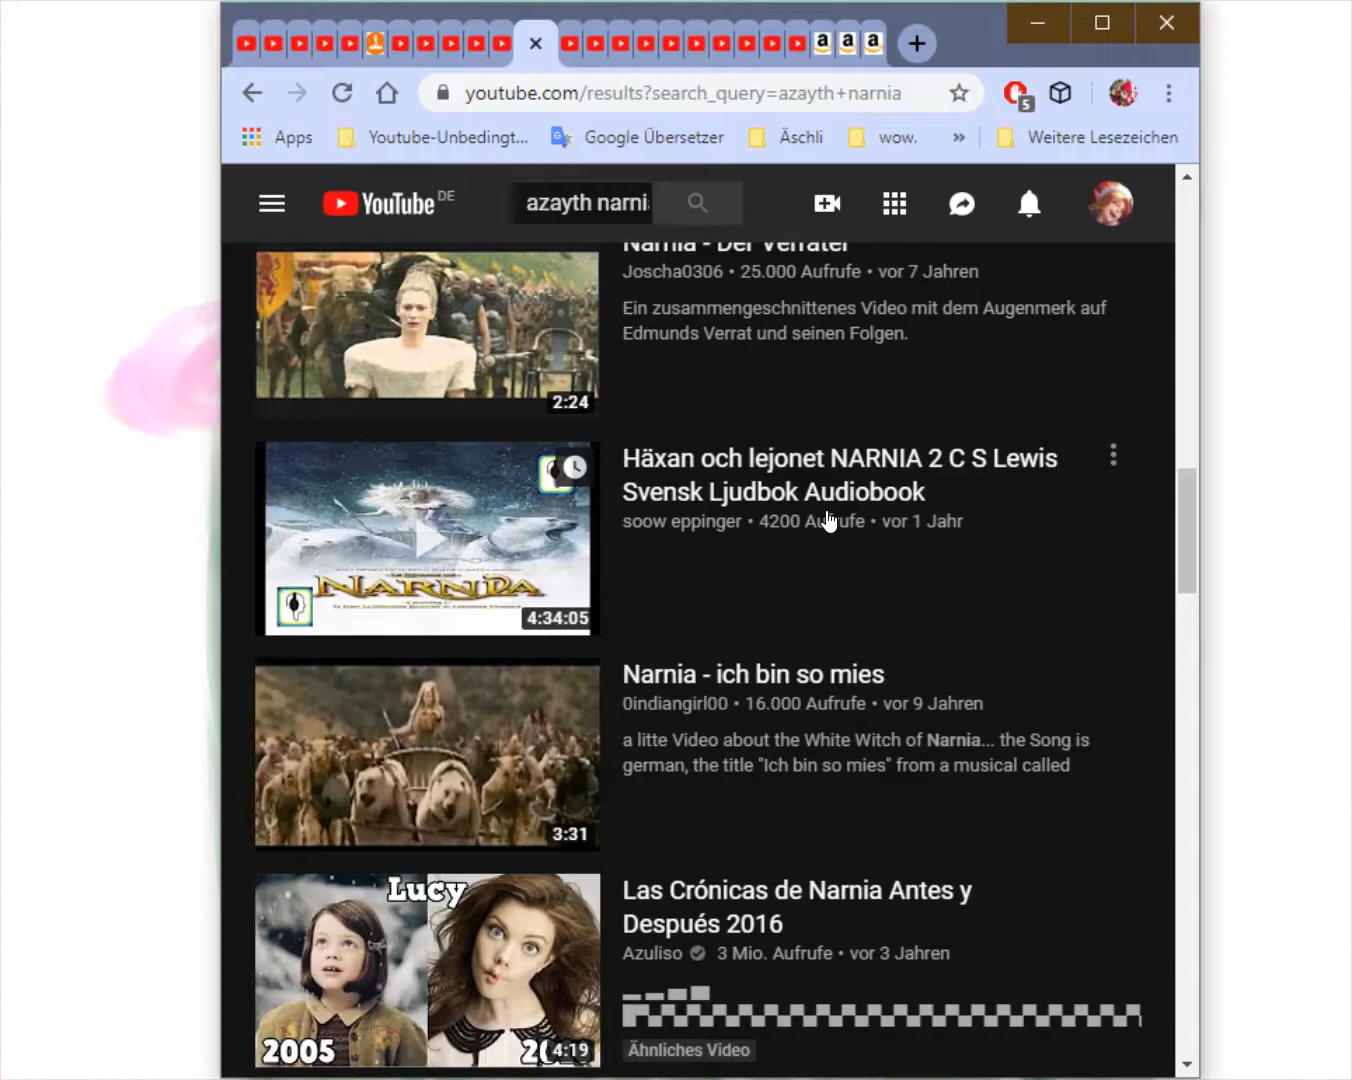 youtube.com/results?search_query=azayth+narnia
5
Apps
Youtube-Unbedingt...
Google Übersetzer
Äschli
wow.
»
Weitere Lesezeichen
YouTube DE
azayth narni
Narnia - Der Verräter
Joscha0306 • 25.000 Aufrufe • vor 7 Jahren
Ein zusammengeschnittenes Video mit dem Augenmerk auf
Edmunds Verrat und seinen Folgen.
2:24
Häxan och lejonet NARNIA 2 C S Lewis
Svensk Ljudbok Audiobook
soow eppinger • 4200 Aufrufe • vor 1 Jahr
NARNIA
4:34:05
Narnia - ich bin so mies
0indiangirl00 • 16.000 Aufrufe • vor 9 Jahren
a litte Video about the White Witch of Narnia... the Song is
german, the title "Ich bin so mies" from a musical called
3:31
Las Crónicas de Narnia Antes y
Después 2016
Azuliso 3 Mio. Aufrufe • vor 3 Jahren
Lucy
2005
4:19
Ähnliches Video